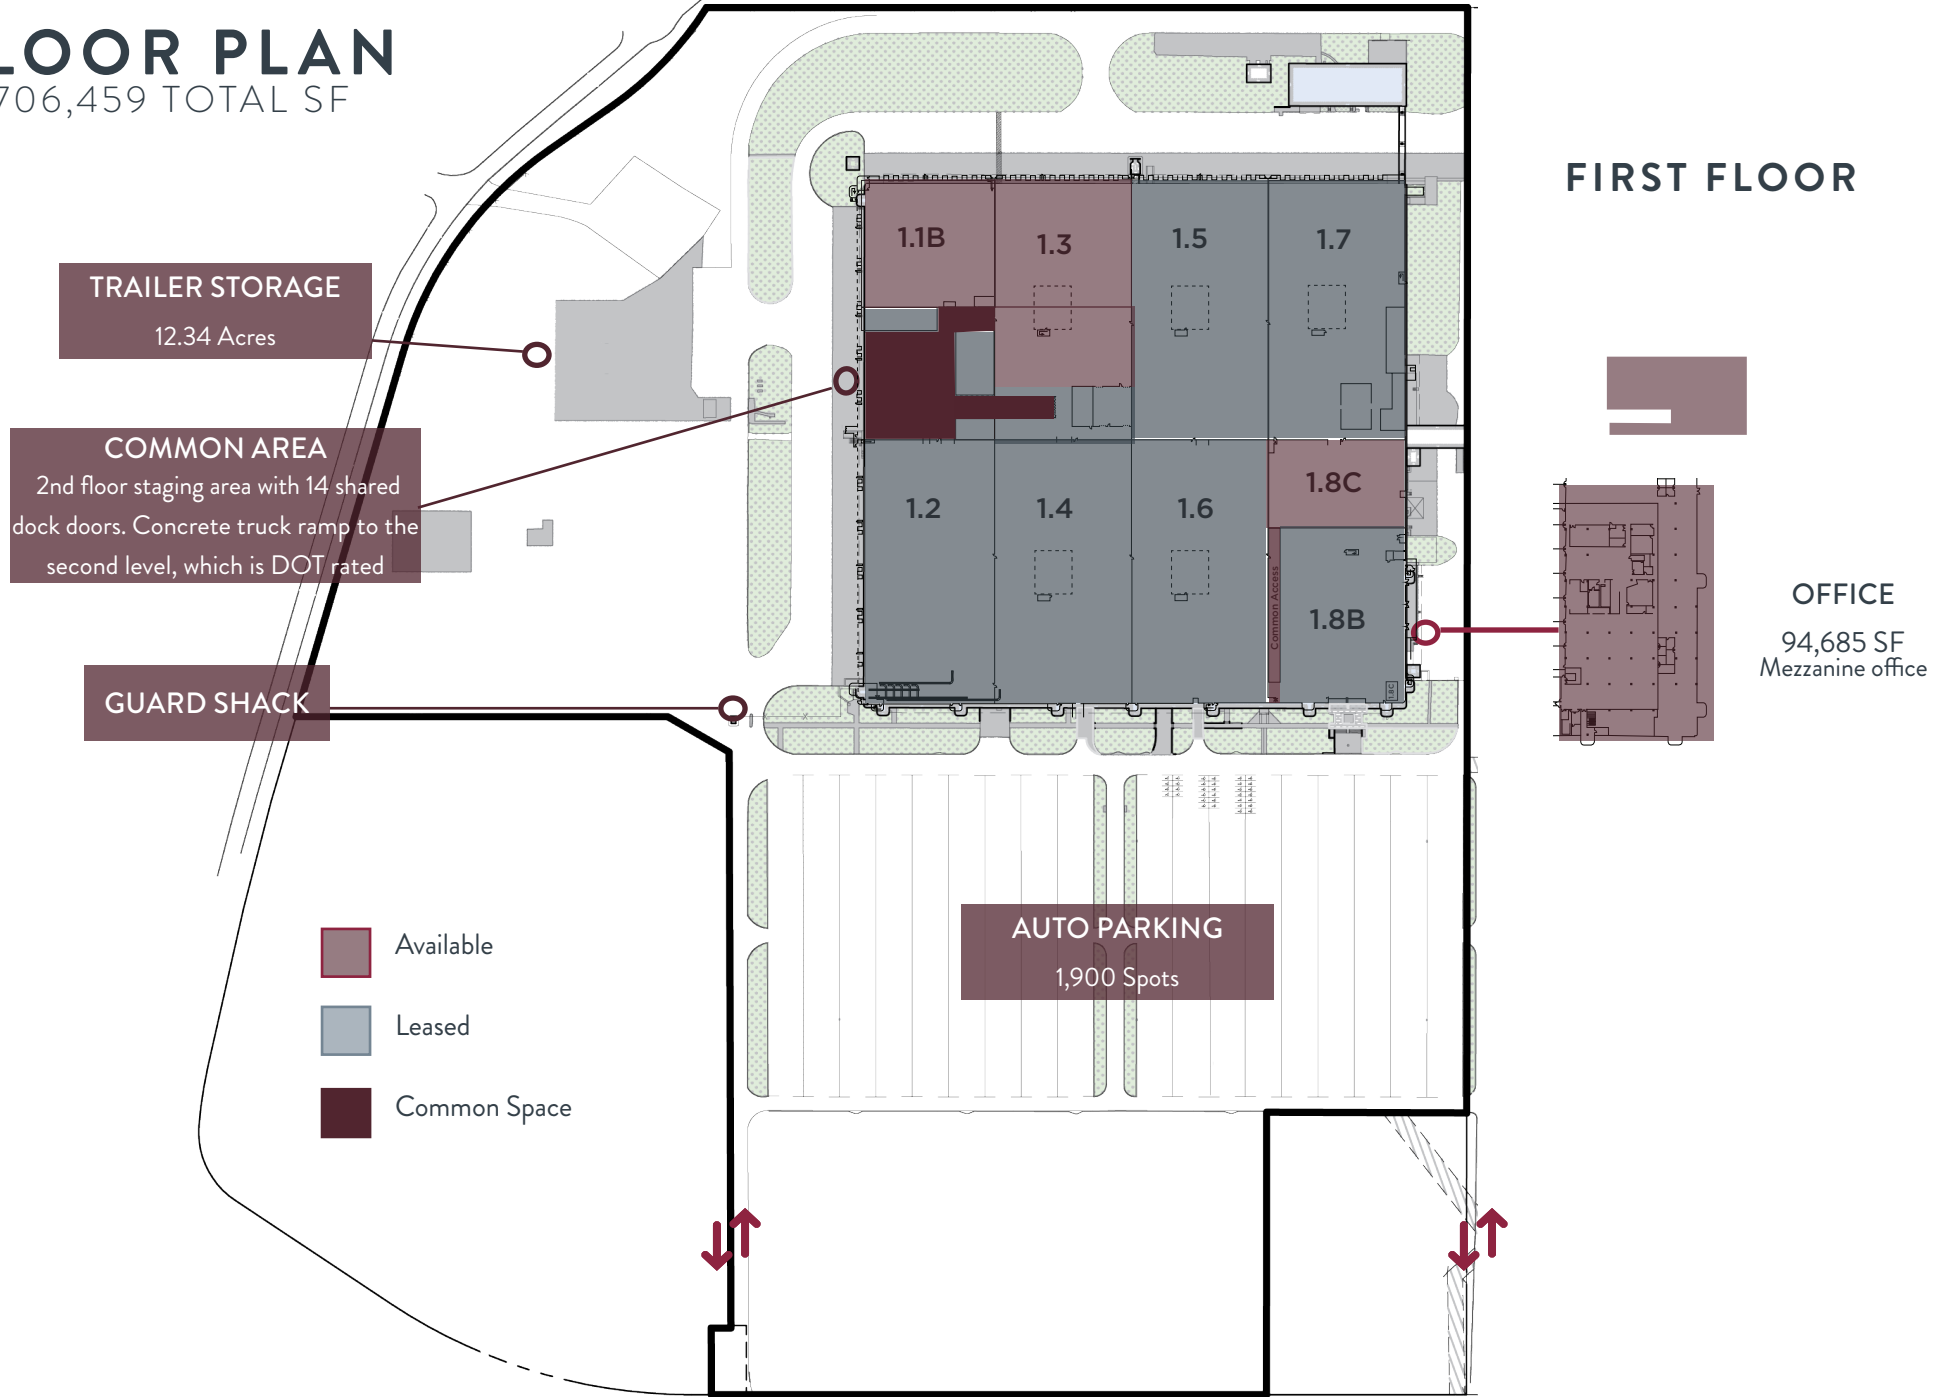 LOOR PLAN
706,459 TOTAL SF
FIRST FLOOR
TRAILER STORAGE
12.34 Acres
COMMON AREA
2nd floor staging area with 14 shared
dock doors. Concrete truck ramp to the
second level, which is DOT rated
GUARD SHACK
1.1B
1.3
1.5
1.7
1.2
1.4
1.6
1.8C
Common Access
1.8B
1.8C
OFFICE
94,685 SF
Mezzanine office
Available
Leased
Common Space
AUTO PARKING
1,900 Spots